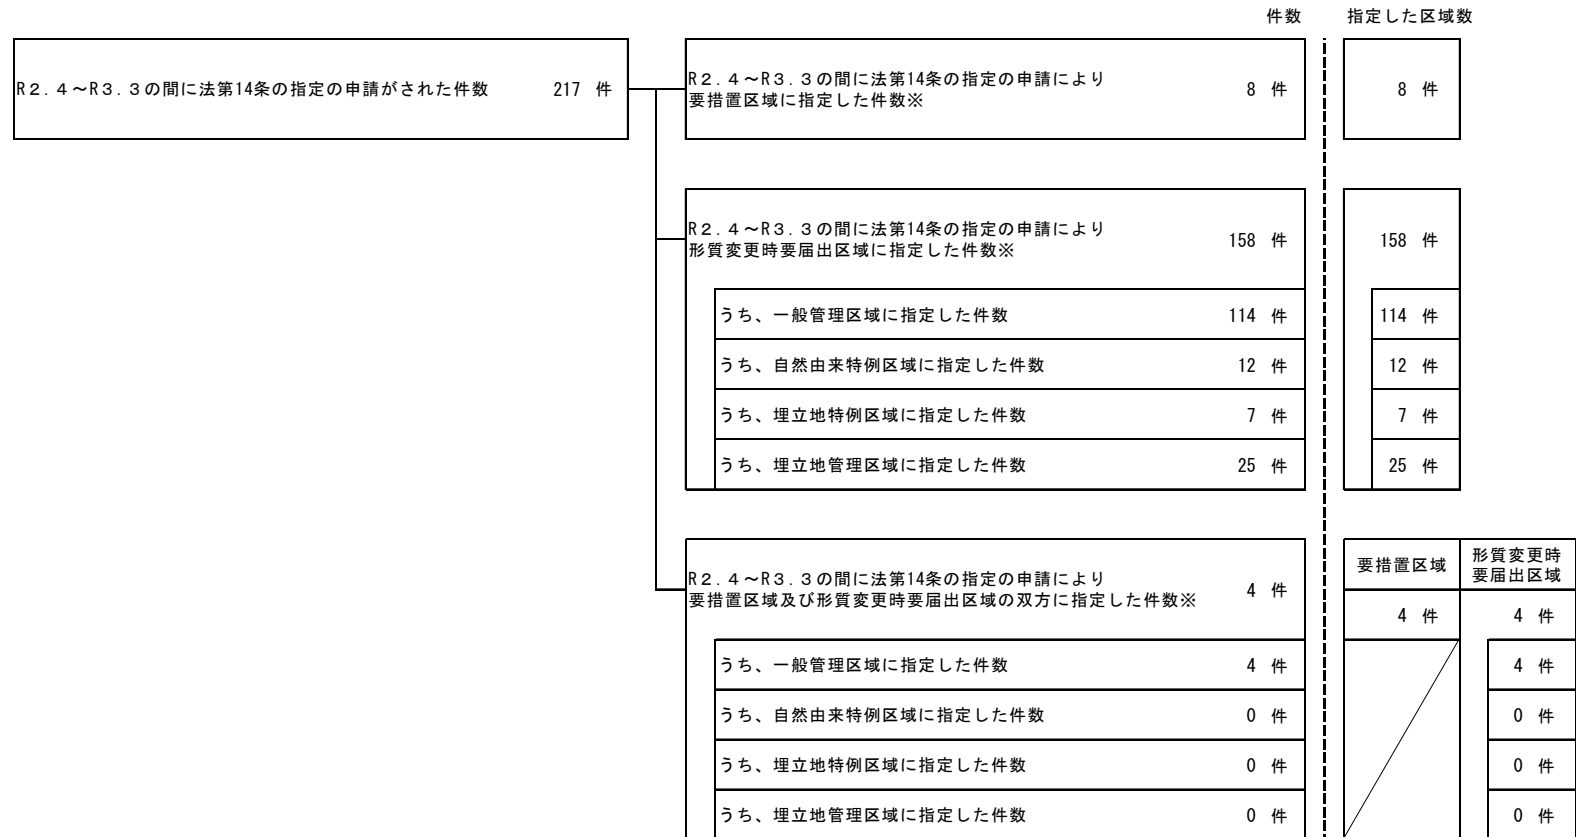 件数 指定した区域数
R2.4～R3.3の間に法第14条の指定の申請がされた件数 217 件
R2.4～R3.3の間に法第14条の指定の申請により
要措置区域に指定した件数※ 8 件 8 件
R2.4～R3.3の間に法第14条の指定の申請により
形質変更時要届出区域に指定した件数※ 158 件 158 件
うち、一般管理区域に指定した件数 114 件 114 件
うち、自然由来特例区域に指定した件数 12 件 12 件
うち、埋立地特例区域に指定した件数 7 件 7 件
うち、埋立地管理区域に指定した件数 25 件 25 件
R2.4～R3.3の間に法第14条の指定の申請により
要措置区域及び形質変更時要届出区域の双方に指定した件数※ 4 件
要措置区域
形質変更時
要届出区域
4 件 4 件
うち、一般管理区域に指定した件数 4 件 4 件
うち、自然由来特例区域に指定した件数 0 件 0 件
うち、埋立地特例区域に指定した件数 0 件 0 件
うち、埋立地管理区域に指定した件数 0 件 0 件